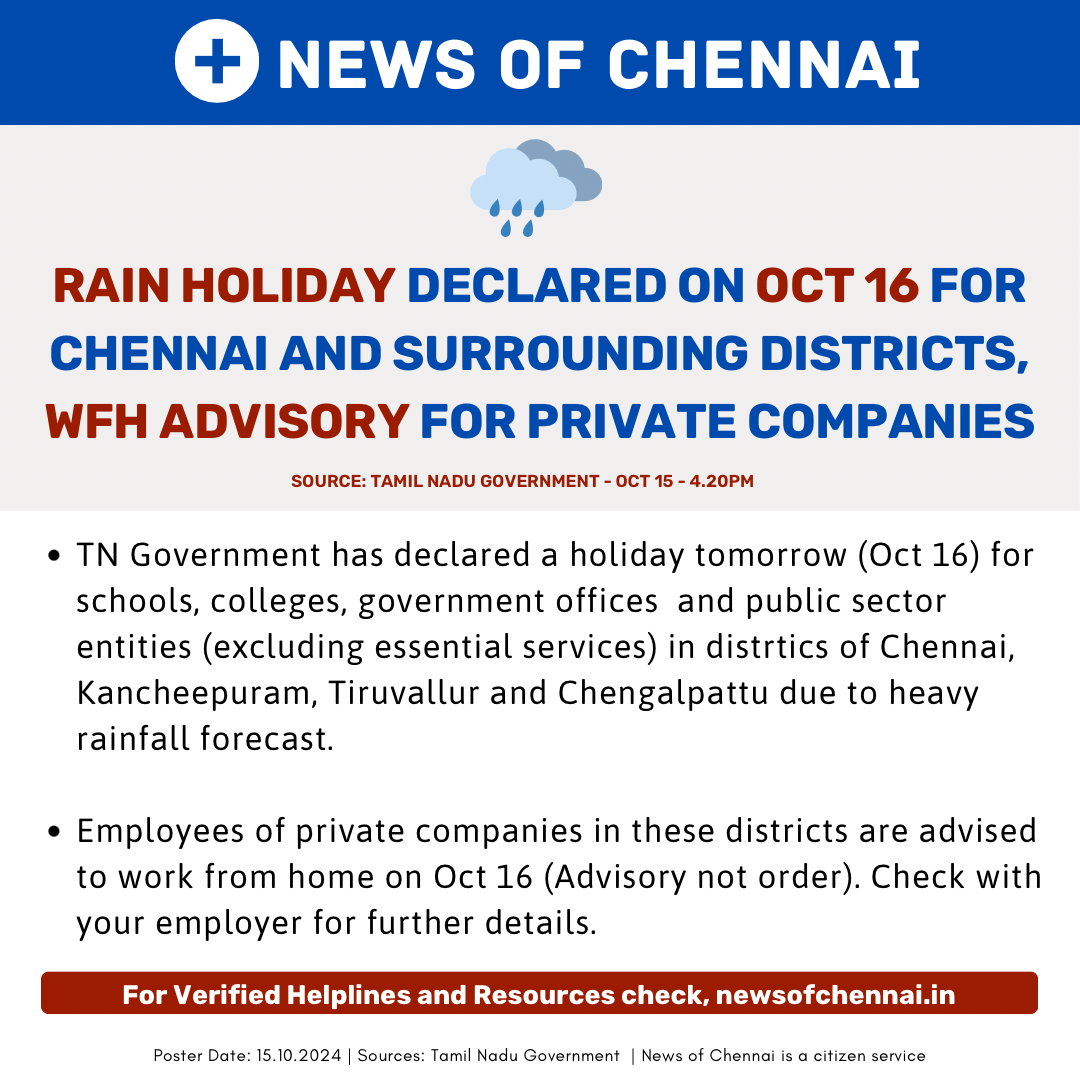 NEWS OF CHENNAI
RAIN HOLIDAY DECLARED ON OCT 16 FOR
CHENNAI AND SURROUNDING DISTRICTS,
WFH ADVISORY FOR PRIVATE COMPANIES
SOURCE: TAMIL NADU GOVERNMENT - OCT 15 - 4.20PM
• TN Government has declared a holiday tomorrow (Oct 16) for
schools, colleges, government offices  and public sector
entities (excluding essential services) in distrtics of Chennai,
Kancheepuram, Tiruvallur and Chengalpattu due to heavy
rainfall forecast.
• Employees of private companies in these districts are advised
to work from home on Oct 16 (Advisory not order). Check with
your employer for further details.
For Verified Helplines and Resources check, newsofchennai.in
Poster Date: 15.10.2024 | Sources: Tamil Nadu Government  | News of Chennai is a citizen service